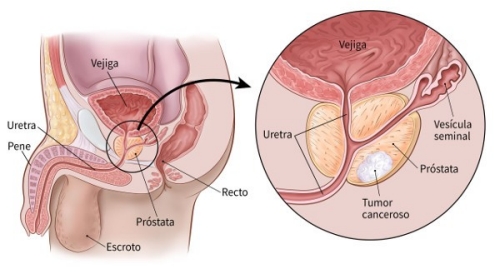 Vejiga
Uretra
Pene
Recto
Próstata
Escroto
Vejiga
Uretra
Vesícula
seminal
Próstata
Tumor
canceroso